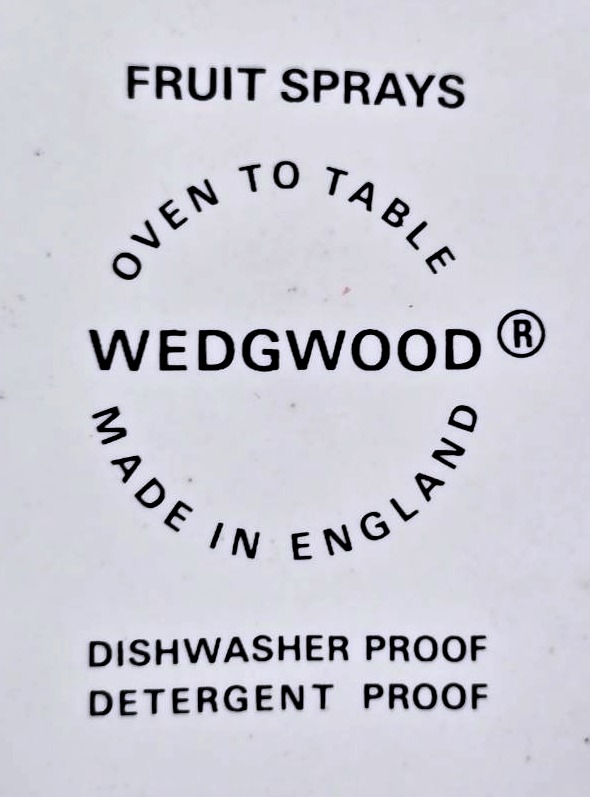 FRUIT SPRAYS
OVEN TO TABLE
WEDGWOOD®
MADE IN ENGLAND
DISHWASHER PROOF
DETERGENT PROOF